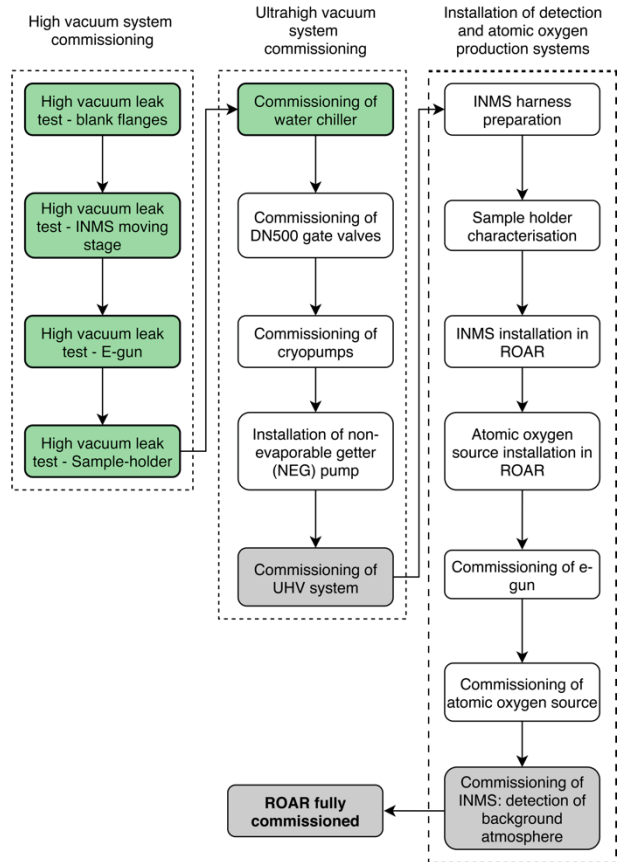 High vacuum system
commissioning
High vacuum leak
test - blank flanges
High vacuum leak
test - INMS moving
stage
High vacuum leak
test - E-gun
High vacuum leak
test - Sample-holder
Ultrahigh vacuum
system
commissioning
Commissioning of
water chiller
Commissioning of
DN500 gate valves
Commissioning of
cryopumps
Installation of non-
evaporable getter
(NEG) pump
Commissioning of
UHV system
Installation of detection
and atomic oxygen
production systems
INMS harness
preparation
Sample holder
characterisation
INMS installation in
ROAR
Atomic oxygen
source installation in
ROAR
Commissioning of e-
gun
Commissioning of
atomic oxygen source
Commissioning of
INMS: detection of
background
atmosphere
ROAR fully
commissioned